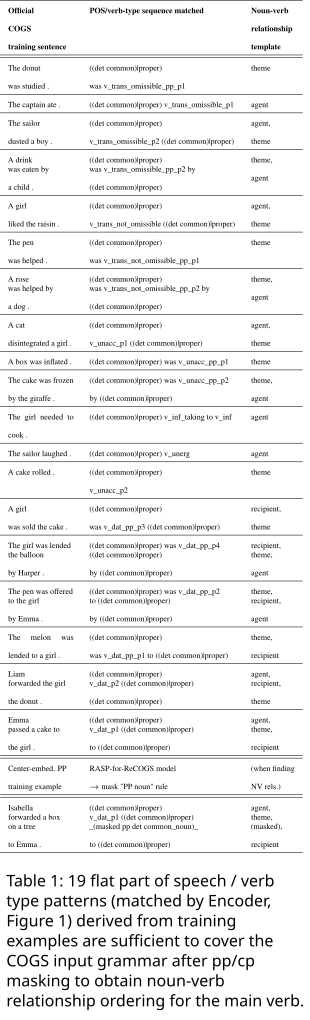 Official POS/verb-type sequence matched Noun-verb
COGS relationship
training sentence template
The donut ((det common)|proper) theme
was studied . was v_trans_omissible_pp_p1
The captain ate . ((det common)|proper) v_trans_omissible_p1 agent
The sailor ((det common)|proper) agent,
dusted a boy . v_trans_omissible_p2 ((det common)|proper) theme
A drink ((det common)|proper) theme,
was eaten by was v_trans_omissible_pp_p2 by
agent
a child . ((det common)|proper)
A girl ((det common)|proper) agent,
liked the raisin . v_trans_not_omissible ((det common)|proper) theme
The pen ((det common)|proper) theme
was helped . was v_trans_not_omissible_pp_p1
A rose ((det common)|proper) theme,
was helped by was v_trans_not_omissible_pp_p2 by
agent
a dog . ((det common)|proper)
A cat ((det common)|proper) agent,
disintegrated a girl . v_unacc_p1 ((det common)|proper) theme
A box was inflated . ((det common)|proper) was v_unacc_pp_p1 theme
The cake was frozen ((det common)|proper) was v_unacc_pp_p2 theme,
by the giraffe . by ((det common)|proper) agent
The girl needed to ((det common)|proper) v_inf_taking to v_inf agent
cook .
The sailor laughed . ((det common)|proper) v_unerg agent
A cake rolled . ((det common)|proper) theme
v_unacc_p2
A girl ((det common)|proper) recipient,
was sold the cake . was v_dat_pp_p3 ((det common)|proper) theme
The girl was lent ((det common)|proper) was v_dat_pp_p4 recipient,
the balloon ((det common)|proper) theme,
by Harper . by ((det common)|proper) agent
The pen was offered ((det common)|proper) was v_dat_pp_p2 theme,
to the girl to ((det common)|proper) recipient,
by Emma . by ((det common)|proper) agent
The melon was ((det common)|proper) theme,
lended to a girl . was v_dat_pp_p1 to ((det common)|proper) recipient
Liam ((det common)|proper) agent,
forwarded the girl v_dat_p2 ((det common)|proper) recipient,
the donut . ((det common)|proper) theme
Emma ((det common)|proper) agent,
passed a cake to v_dat_p1 ((det common)|proper) theme,
the girl . to ((det common)|proper) recipient
Center-embed. PP RASP-for-ReCOGS model (when finding
training example → mask "PP noun" rule NV rels.)
Isabella ((det common)|proper) agent,
forwarded a box v_dat_p1 ((det common)|proper) theme,
on a tree _(masked pp det common_noun)_ (masked),
to Emma . to ((det common)|proper) recipient
Table 1: 19 flat part of speech / verb
type patterns (matched by Encoder,
Figure 1) derived from training
examples are sufficient to cover the
COGS input grammar after pp/cp
masking to obtain noun-verb
relationship ordering for the main verb.